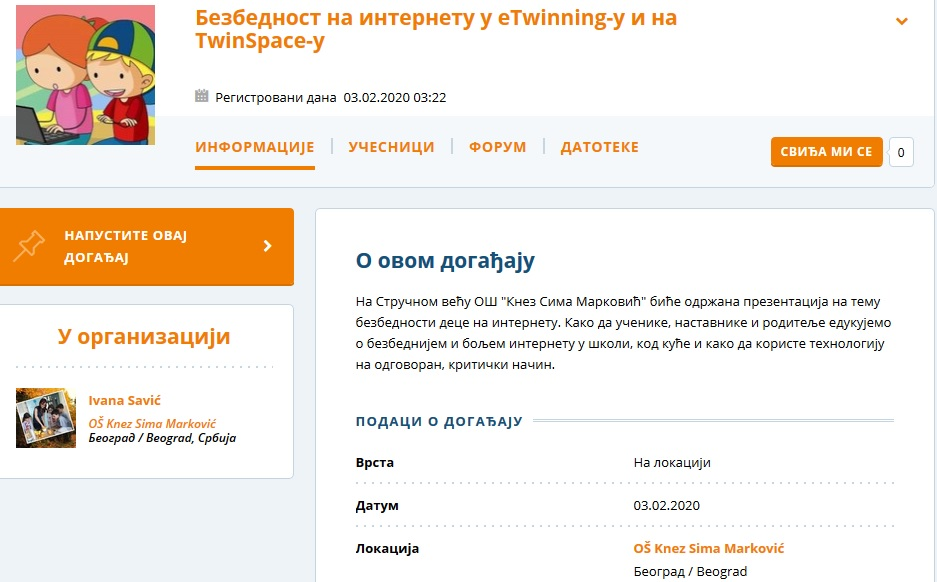 Безбедност на интернету у eTwinning-у и на
TwinSpace-у
Регистровани дана 03.02.2020 03:22
ИНФОРМАЦИЈЕ
УЧЕСНИЦИ
ФОРУМ
ДАТОТЕКЕ
СВИЂА МИ СЕ
0
НАПУСТИТЕ ОВАЈ
ДОГАЂАЈ
У организацији
Ivana Savić
OŠ Knez Sima Marković
Београд / Beograd, Србија
О овом догађају
На Стручном већу ОШ "Кнез Сима Марковић" биће одржана презентација на тему
безбедности деце на интернету. Како да ученике, наставнике и родитеље едукујемо
о безбеднијем и бољем интернету у школи, код куће и како да користе технологију
на одговоран, критички начин.
ПОДАЦИ О ДОГАЂАЈУ
Врста
На локацији
Датум
03.02.2020
Локација
OŠ Knez Sima Marković
Београд / Beograd